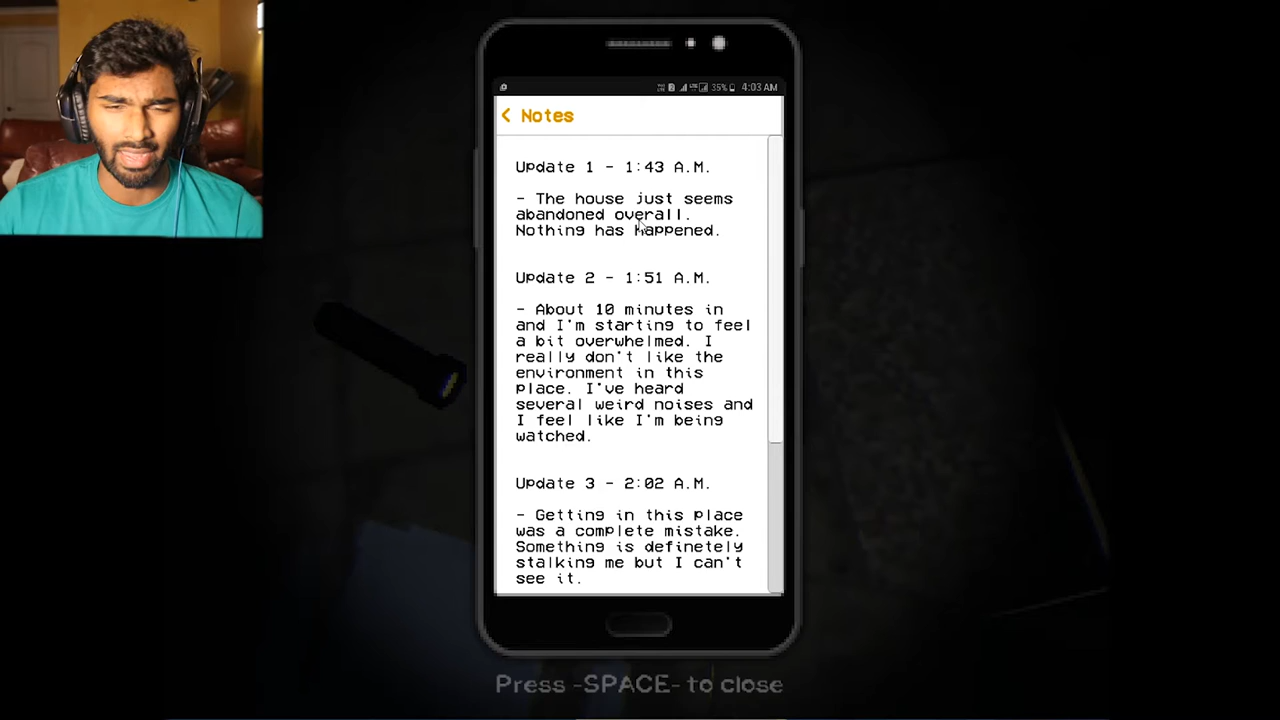 35% 4:03 AM
< Notes
Update 1 - 1:43 A.M.
- The house just seems
abandoned overall.
Nothing has happened.
Update 2 - 1:51 A.M.
- About 10 minutes in
and I'm starting to feel
a bit overwhelmed. I
really don't like the
environment in this
place. I've heard
several weird noises and
I feel like I'm being
watched.
Update 3 - 2:02 A.M.
- Getting in this place
was a complete mistake.
Something is definetely
stalking me but I can't
see it.
Press -SPACE- to close